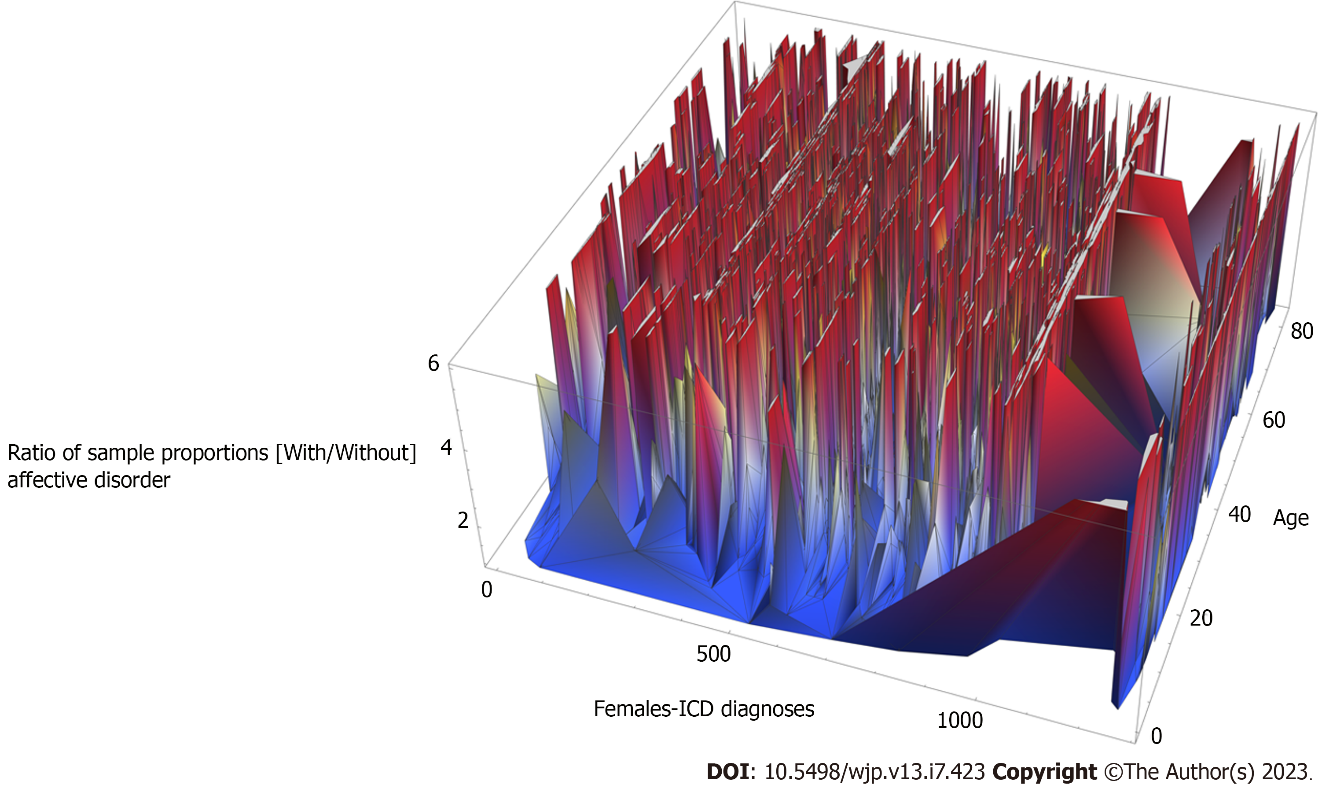 6
4
2
Ratio of sample proportions [With/Without]
affective disorder
0
500
1000
Females-ICD diagnoses
80
60
40
Age
20
0
DOI: 10.5498/wjp.v13.i7.423 Copyright ©The Author(s) 2023.